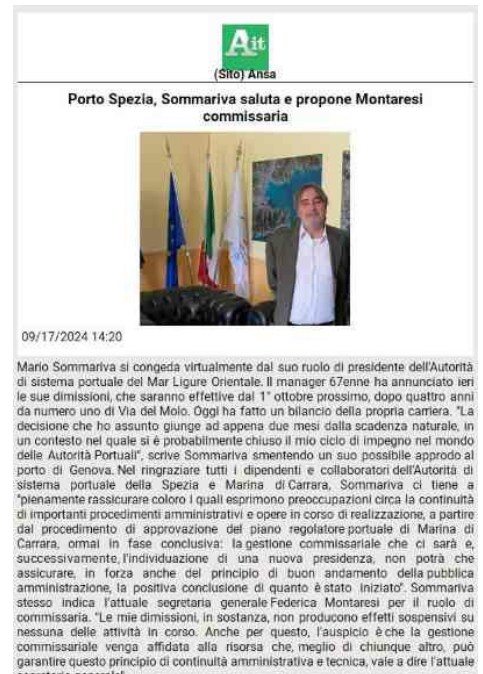 Ait
(Sito) Ansa
Porto Spezia, Sommariva saluta e propone Montaresi
commissaria
09/17/2024 14:20
Mario Sommariva si congeda virtualmente dal suo ruolo di presidente dell'Autorità
di sistema portuale del Mar Ligure Orientale. Il manager 67enne ha annunciato ieri
le sue dimissioni, che saranno effettive dal 1° ottobre prossimo, dopo quattro anni
da numero uno di Via del Molo. Oggi ha fatto un bilancio della propria carriera. "La
decisione che ho assunto giunge ad appena due mesi dalla scadenza naturale, in
un contesto nel quale si è probabilmente chiuso il mio ciclo di impegno nel mondo
delle Autorità Portuali", scrive Sommariva smentendo un suo possibile approdo al
porto di Genova. Nel ringraziare tutti i dipendenti e collaboratori dell'Autorità di
sistema portuale della Spezia e Marina di Carrara, Sommariva ci tiene a
"pienamente rassicurare coloro i quali esprimono preoccupazioni circa la continuità
di importanti procedimenti amministrativi e opere in corso di realizzazione, a partire
dal procedimento di approvazione del piano regolatore portuale di Marina di
Carrara, ormai in fase conclusiva: la gestione commissariale che ci sarà e,
successivamente, l'individuazione di una nuova presidenza, non potrà che
assicurare, in forza anche del principio di buon andamento della pubblica
amministrazione, la positiva conclusione di quanto è stato iniziato". Sommariva
stesso indica l'attuale segretaria generale Federica Montaresi per il ruolo di
commissaria. "Le mie dimissioni, in sostanza, non producono effetti sospensivi su
nessuna delle attività in corso. Anche per questo, l'auspicio è che la gestione
commissariale venga affidata alla risorsa che, meglio di chiunque altro, può
garantire questo principio di continuità amministrativa e tecnica, vale a dire l'attuale